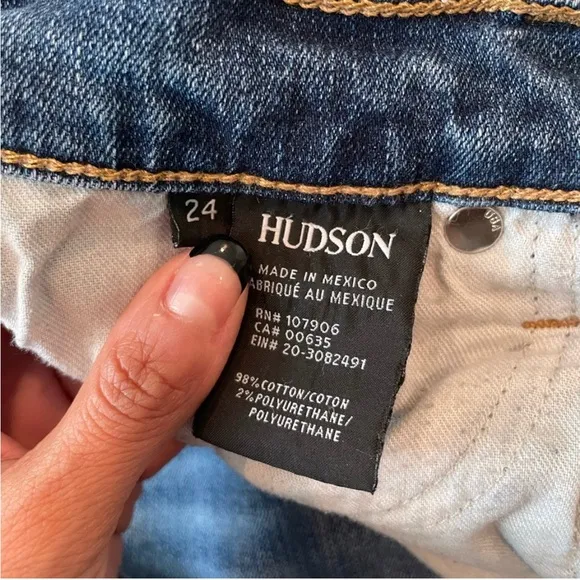 24
HUDSON
MADE IN MEXICO
ABRIQUÉ AU MEXIQUE
RN# 107906
CA# 00635
EIN# 20-3082491
98% COTTON/COTON
2% POLYURETHANE/
POLYURETHANE